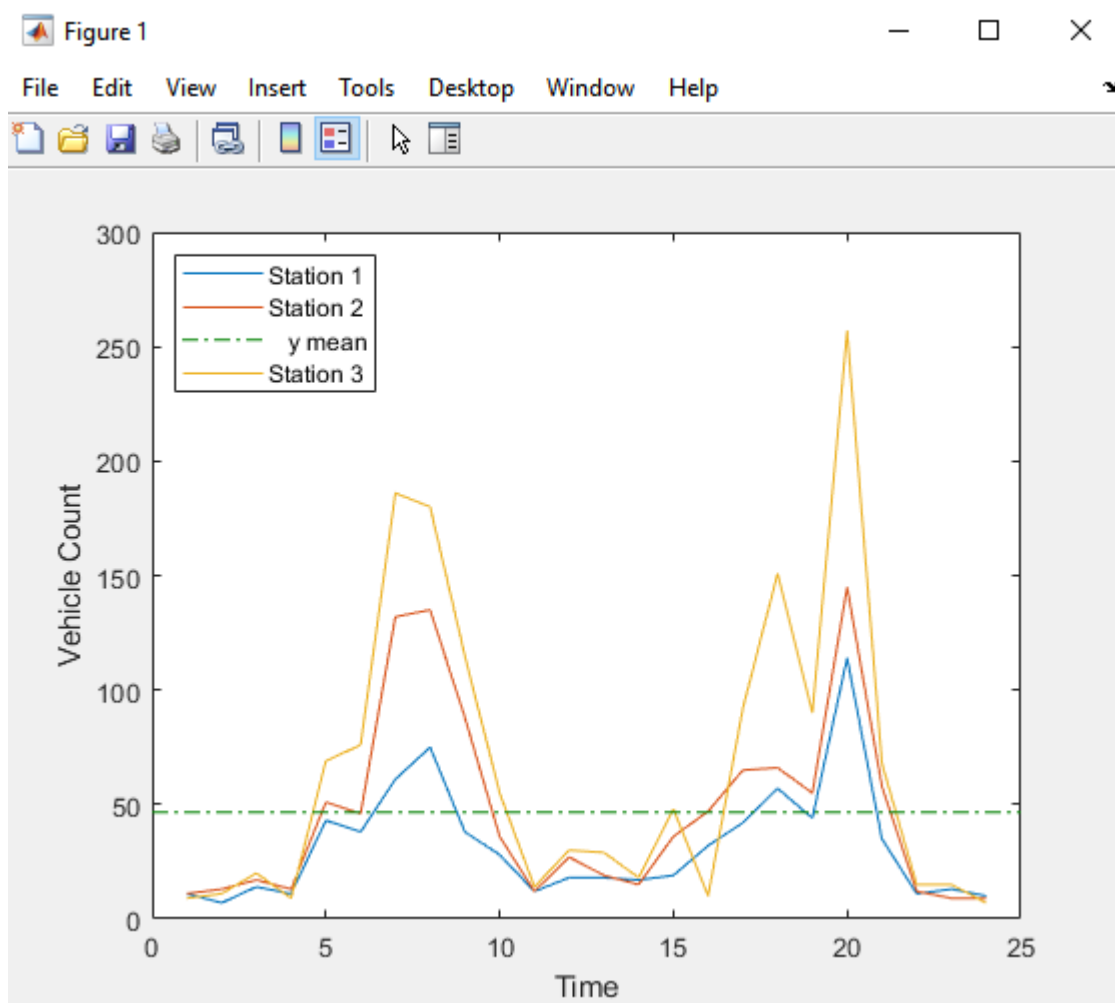 Figure 1
File Edit View Insert Tools Desktop Window Help
300
250
200
150
100
50
0
Station 1
Station 2
y mean
Station 3
Vehicle Count
0 5 10 15 20 25
Time